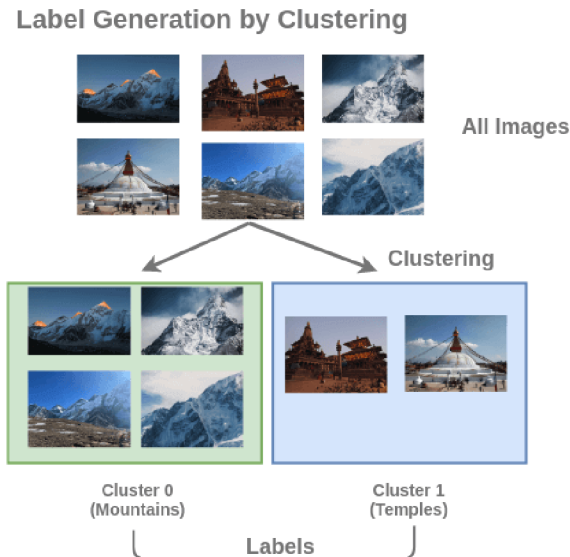 Label Generation by Clustering
All Images
Clustering
Cluster 0
(Mountains)
Cluster 1
(Temples)
Labels